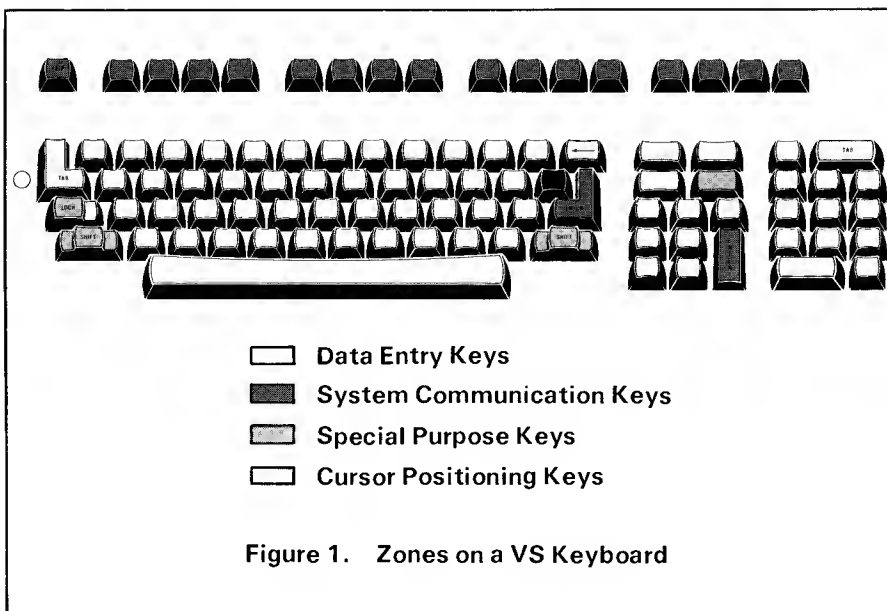 TAB
TAB
LOCK
SHIFT
SHIFT
Data Entry Keys
System Communication Keys
Special Purpose Keys
Cursor Positioning Keys
Figure 1. Zones on a VS Keyboard